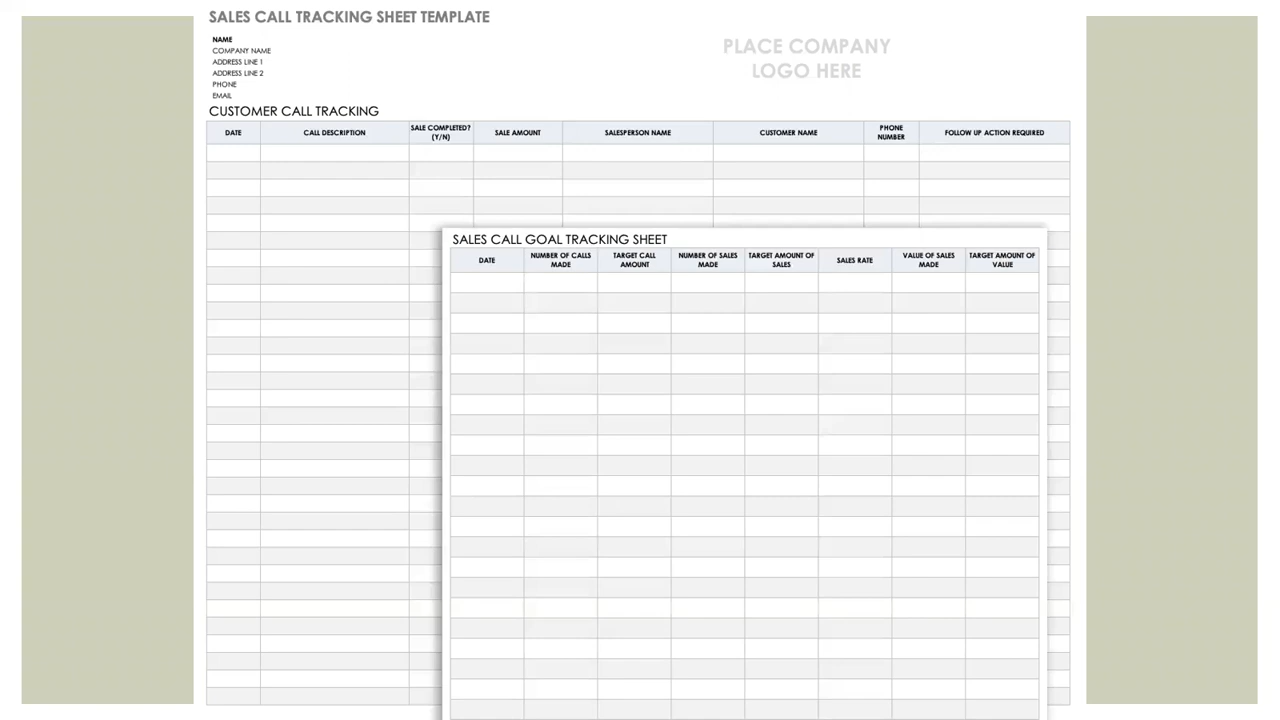 SALES CALL TRACKING SHEET TEMPLATE
NAME
COMPANY NAME
ADDRESS LINE 1
ADDRESS LINE 2
PHONE
EMAIL
PLACE COMPANY
LOGO HERE
CUSTOMER CALL TRACKING
DATE
CALL DESCRIPTION
SALE COMPLETED?
(Y/N)
SALE AMOUNT
SALESPERSON NAME
CUSTOMER NAME
PHONE
NUMBER
FOLLOW UP ACTION REQUIRED
SALES CALL GOAL TRACKING SHEET
DATE
NUMBER OF CALLS
MADE
TARGET CALL
AMOUNT
NUMBER OF SALES
MADE
TARGET AMOUNT OF
SALES
SALES RATE
VALUE OF SALES
MADE
TARGET AMOUNT OF
VALUE